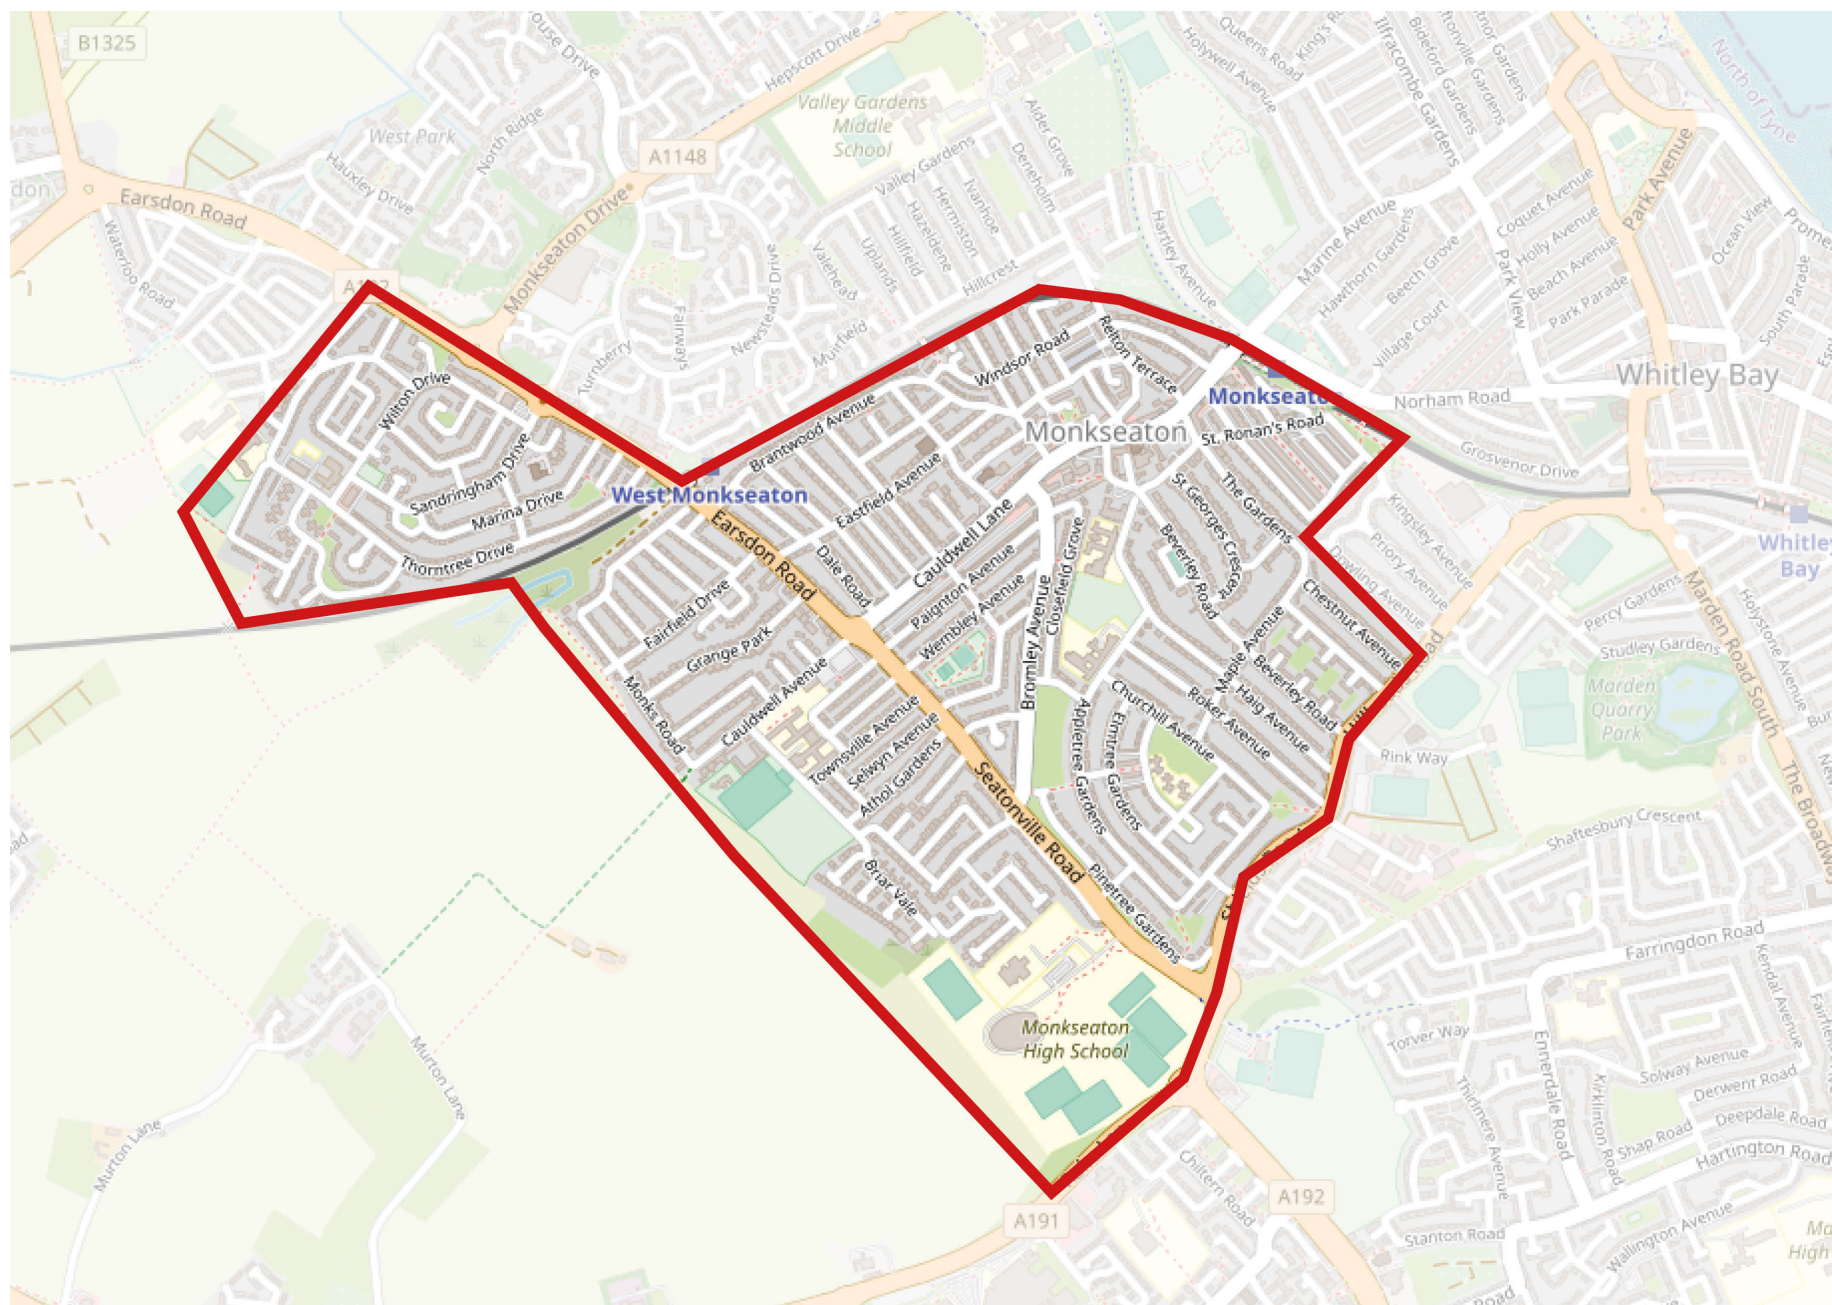 B1325
Hepscott Drive
Holywell Avenue
Queens Road
Ilfracombe Gardens
Bideford Gardens
North of Tyne
West Park
North Ridge
Hauxley Drive
A1148
Valley Gardens
Middle
School
Valley Gardens
Alder Grove
Deneholm
Ivanhoe
Hermiston
Hazeldene
Hillfield
Uplands
Valehead
Hillcrest
Muirfield
Newsteads Drive
Fairways
Turnberry
Monkseaton Drive
Earsdon Road
Waterloo Road
Hartley Avenue
Marine Avenue
Hawthorn Gardens
Beech Grove
Village Court
Park View
Coquet Avenue
Holly Avenue
Beach Avenue
Park Parade
Park Avenue
Ocean View
South Parade
Whitley Bay
Norham Road
Grosvenor Drive
Wilton Drive
Sandringham Drive
Marina Drive
Thorntree Drive
West Monkseaton
Brantwood Avenue
Windsor Road
Relton Terrace
Monkseaton
Monkseaton
St. Ronan's Road
Eastfield Avenue
Earsdon Road
Dale Road
Cauldwell Lane
Paignton Avenue
Wembley Avenue
Closefield Grove
Bromley Avenue
St Georges Crescent
The Gardens
Beverley Road
Chestnut Avenue
Kingsley Avenue
Priory Avenue
Dowling Avenue
Whitley
Bay
Fairfield Drive
Grange Park
Cauldwell Avenue
Monks Road
Townsville Avenue
Selwyn Avenue
Athol Gardens
Maple Avenue
Beverley Road
Haig Avenue
Roker Avenue
Churchill Avenue
Appletree Gardens
Elmtree Gardens
Percy Gardens
Studley Gardens
Marden
Quarry
Park
Marden Road South
Holystone Avenue
Rink Way
The Broadway
Shaftesbury Crescent
Seatonville Road
Briar Vale
Pinetree Gardens
Monkseaton
High School
Farringdon Road
Kendal Avenue
Torver Way
Ennerdale Road
Solway Avenue
Thirlmere Avenue
Kirklinton Road
Derwent Road
Deepdale Road
Shap Road
Hartington Road
Murton Lane
Murton Lane
Chiltern Road
A192
A191
Stanton Road
Wallington Avenue
High